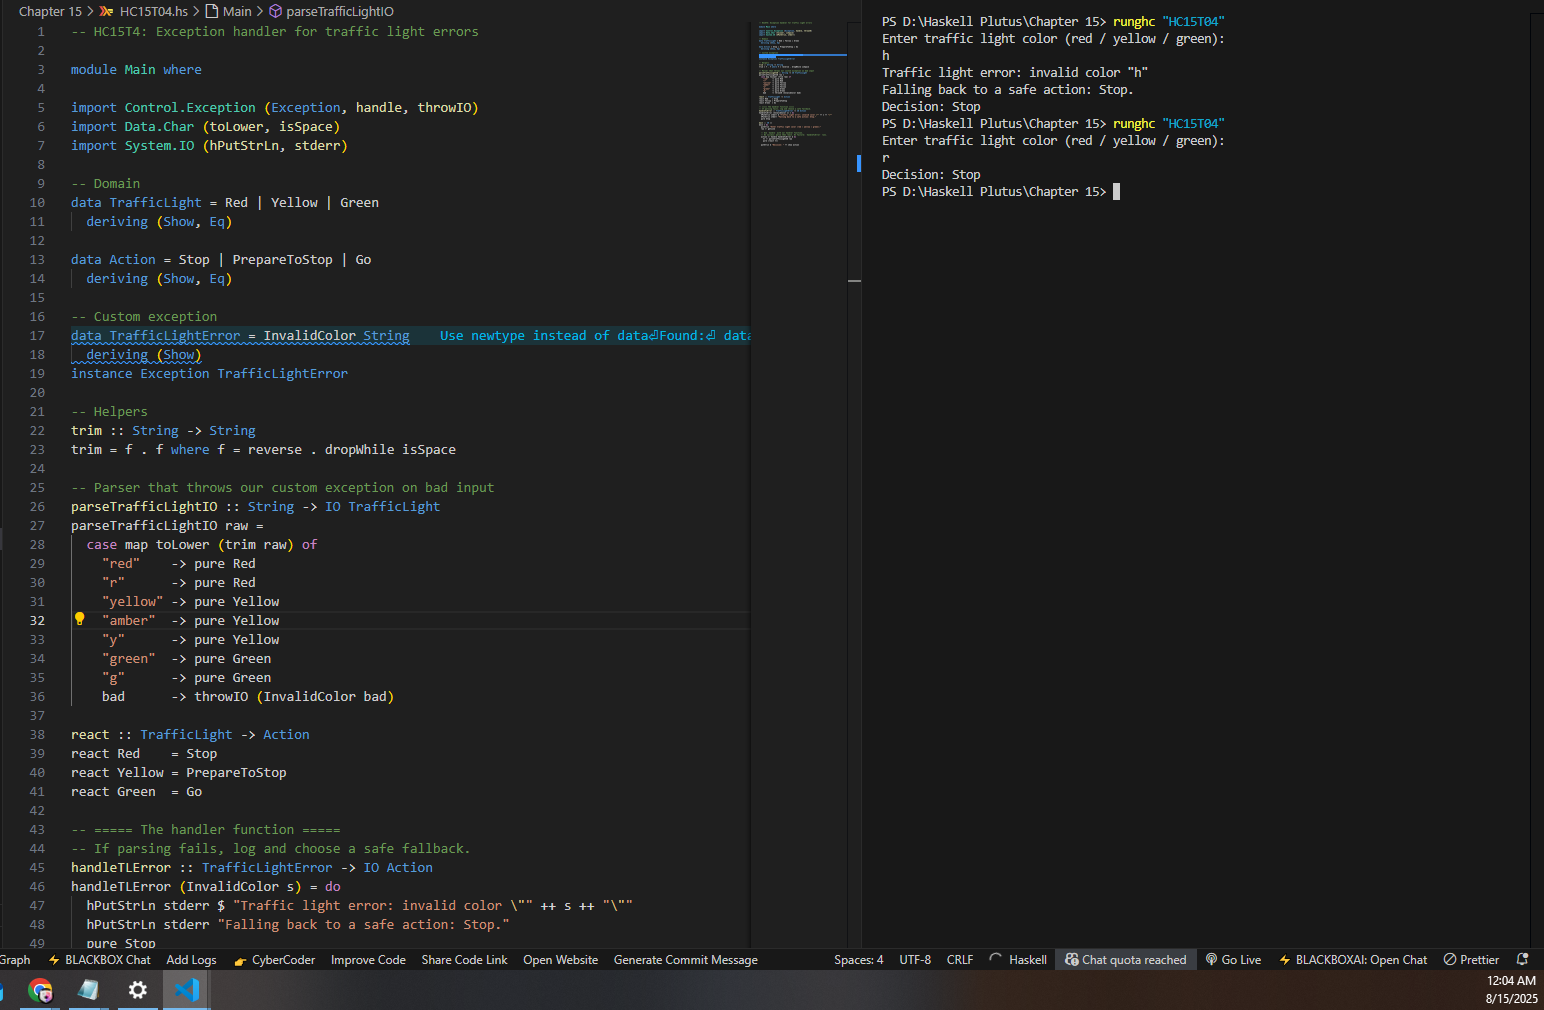 Chapter 15 > HC15T04.hs > Main > parseTrafficLightIO
1 -- HC15T4: Exception handler for traffic light errors
2
3 module Main where
4
5 import Control.Exception (Exception, handle, throwIO)
6 import Data.Char (toLower, isSpace)
7 import System.IO (hPutStrLn, stderr)
8
9 -- Domain
10 data TrafficLight = Red | Yellow | Green
11 deriving (Show, Eq)
12
13 data Action = Stop | PrepareToStop | Go
14 deriving (Show, Eq)
15
16 -- Custom exception
17 data TrafficLightError = InvalidColor String Use newtype instead of data⏎Found:⏎ data
18 deriving (Show)
19 instance Exception TrafficLightError
20
21 -- Helpers
22 trim :: String -> String
23 trim = f . f where f = reverse . dropWhile isSpace
24
25 -- Parser that throws our custom exception on bad input
26 parseTrafficLightIO :: String -> IO TrafficLight
27 parseTrafficLightIO raw =
28 case map toLower (trim raw) of
29 "red" -> pure Red
30 "r" -> pure Red
31 "yellow" -> pure Yellow
32 "amber" -> pure Yellow
33 "y" -> pure Yellow
34 "green" -> pure Green
35 "g" -> pure Green
36 bad -> throwIO (InvalidColor bad)
37
38 react :: TrafficLight -> Action
39 react Red = Stop
40 react Yellow = PrepareToStop
41 react Green = Go
42
43 -- ===== The handler function =====
44 -- If parsing fails, log and choose a safe fallback.
45 handleTLError :: TrafficLightError -> IO Action
46 handleTLError (InvalidColor s) = do
47 hPutStrLn stderr $ "Traffic light error: invalid color \"" ++ s ++ "\""
48 hPutStrLn stderr "Falling back to a safe action: Stop."
49 pure Stop
PS D:\Haskell Plutus\Chapter 15> runghc "HC15T04"
Enter traffic light color (red / yellow / green):
h
Traffic light error: invalid color "h"
Falling back to a safe action: Stop.
Decision: Stop
PS D:\Haskell Plutus\Chapter 15> runghc "HC15T04"
Enter traffic light color (red / yellow / green):
r
Decision: Stop
PS D:\Haskell Plutus\Chapter 15>
Graph BLACKBOX Chat Add Logs CyberCoder Improve Code Share Code Link Open Website Generate Commit Message Spaces: 4 UTF-8 CRLF Haskell Chat quota reached Go Live BLACKBOXAI: Open Chat Prettier
12:04 AM
8/15/2025